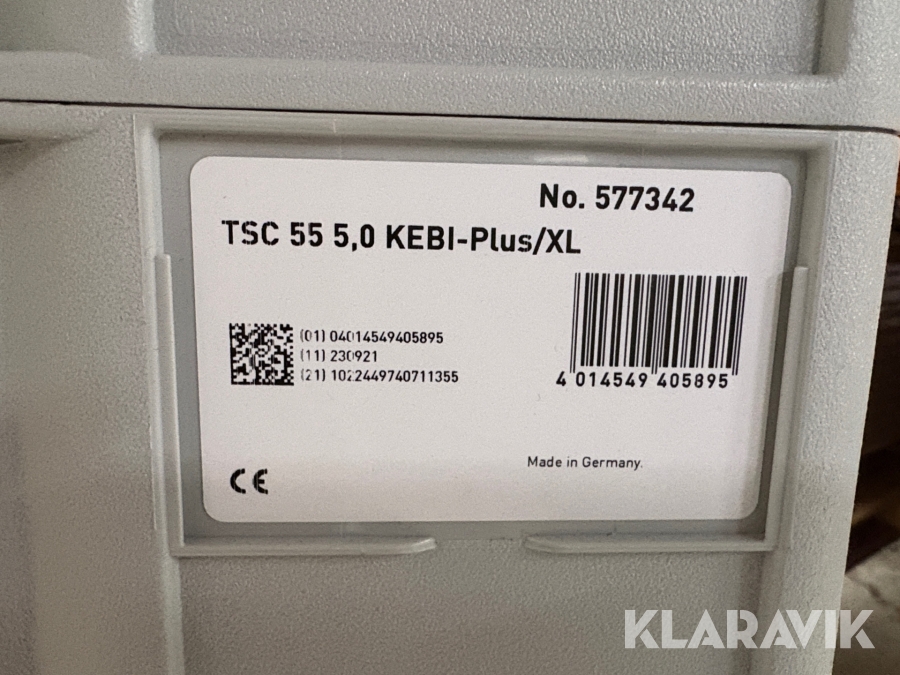 No. 577342
TSC 55 5,0 KEBI-Plus/XL
(01) 04014549405895
(11) 230921
(21) 1022449740711355
4 014549 405895
Made in Germany.
CE
KLARAVIK